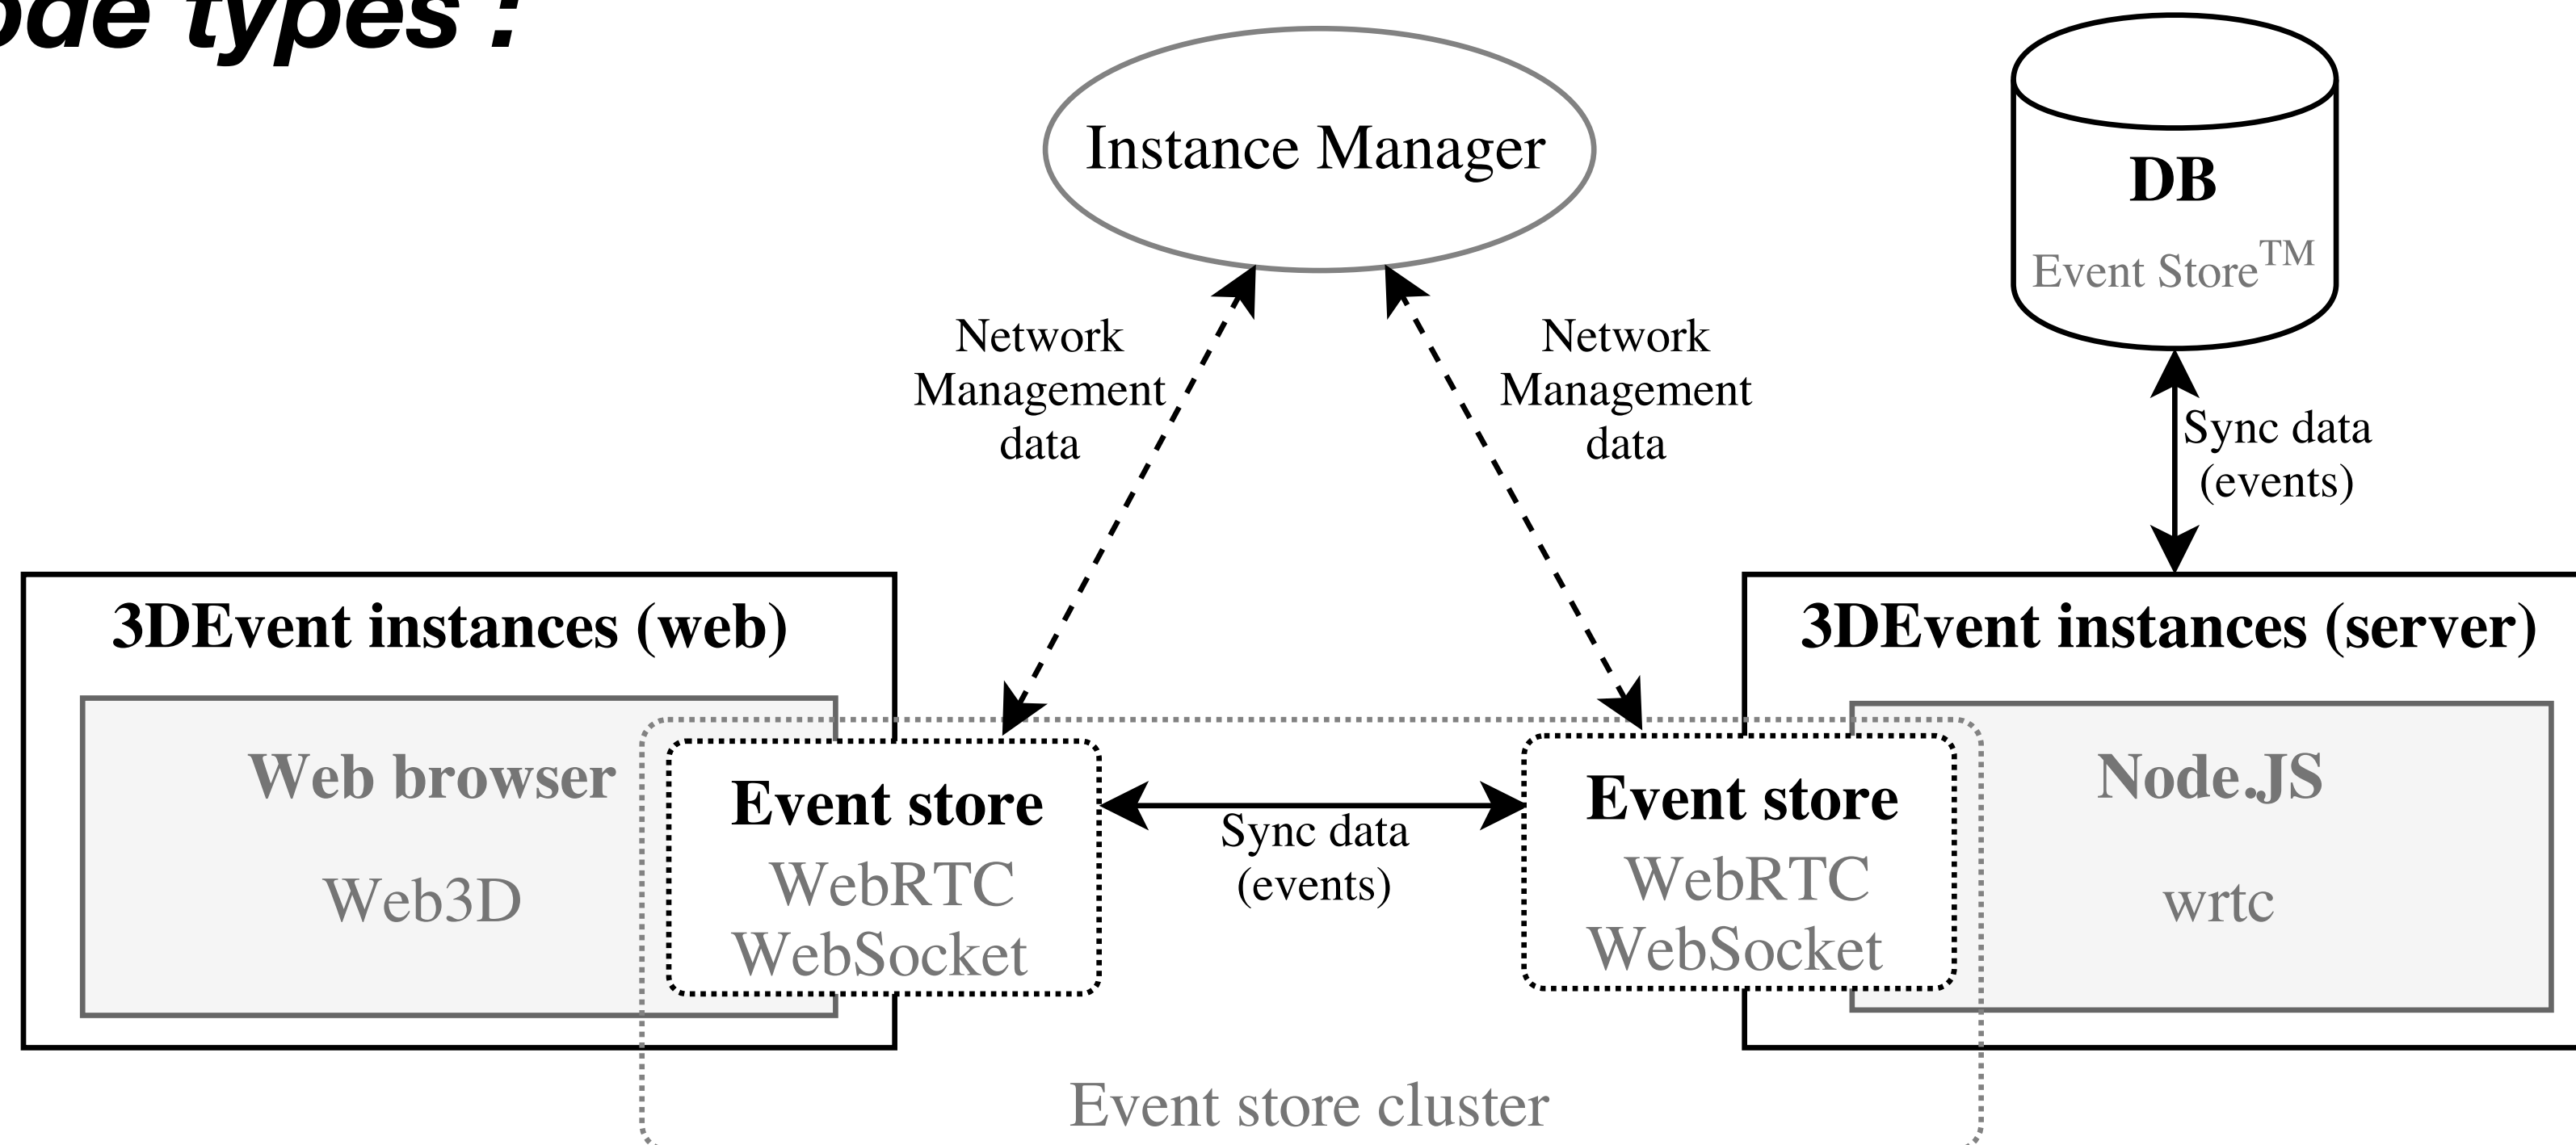 ode types :
Instance Manager
DB
Event Store™
Network
Management
data
Network
Management
data
Sync data
(events)
3DEvent instances (web)
3DEvent instances (server)
Web browser
Web3D
Event store
WebRTC
WebSocket
Sync data
(events)
Event store
WebRTC
WebSocket
Node.JS
wrtc
Event store cluster